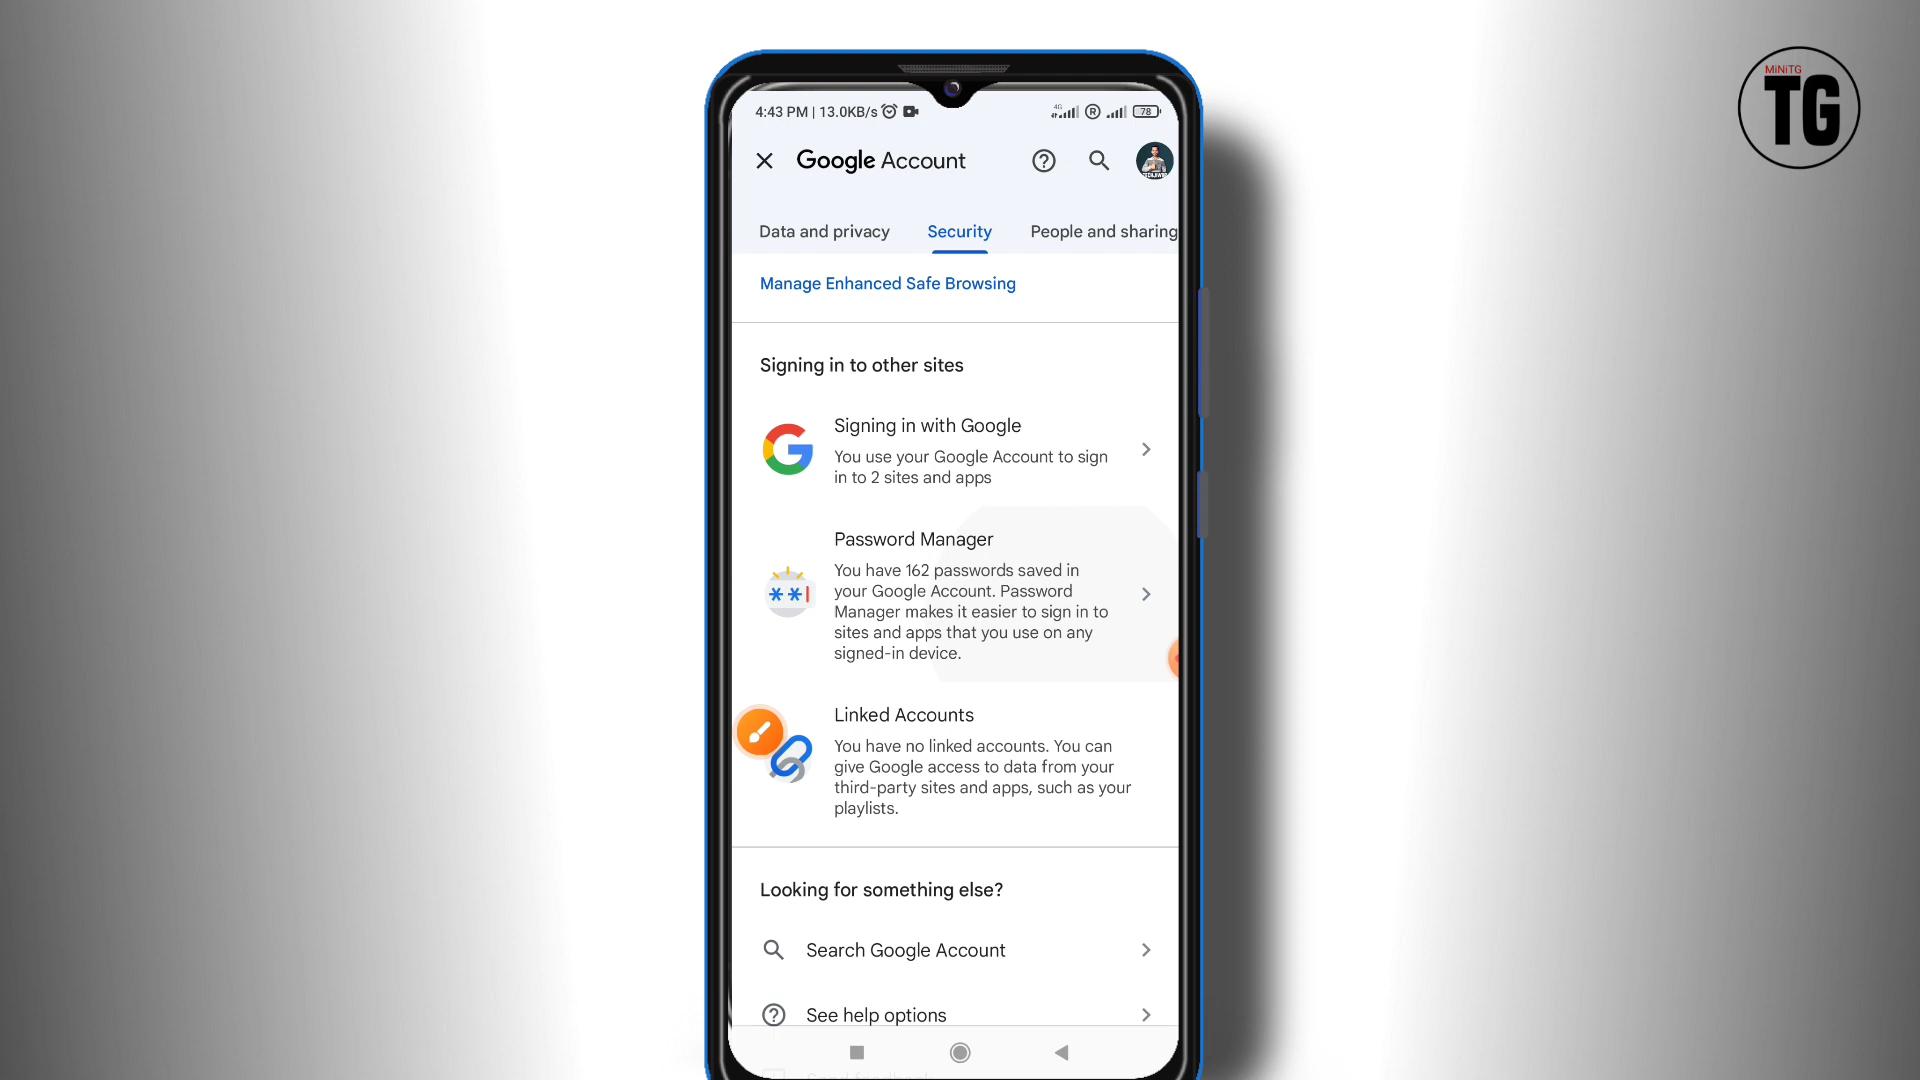 MiNiTG
TG
4:43 PM | 13.0KB/s
4G
R
78
Google Account
Data and privacy
Security
People and sharing
Manage Enhanced Safe Browsing
Signing in to other sites
Signing in with Google
You use your Google Account to sign
in to 2 sites and apps
Password Manager
You have 162 passwords saved in
your Google Account. Password
Manager makes it easier to sign in to
sites and apps that you use on any
signed-in device.
Linked Accounts
You have no linked accounts. You can
give Google access to data from your
third-party sites and apps, such as your
playlists.
Looking for something else?
Search Google Account
See help options